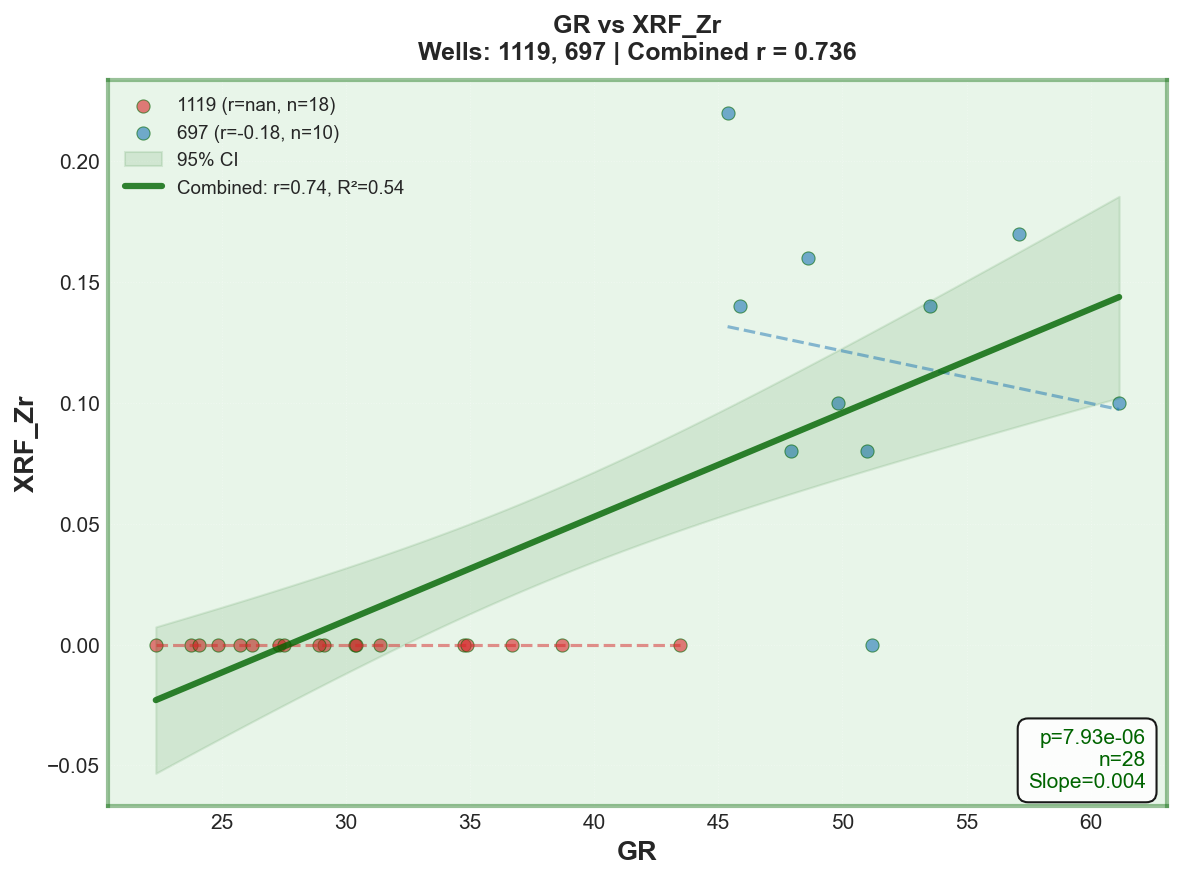 GR vs XRF_Zr
Wells: 1119, 697 | Combined r = 0.736
1119 (r=nan, n=18)
697 (r=-0.18, n=10)
95% CI
Combined: r=0.74, R²=0.54
0.20
0.15
0.10
0.05
0.00
−0.05
XRF_Zr
p=7.93e-06
n=28
Slope=0.004
25 30 35 40 45 50 55 60
GR